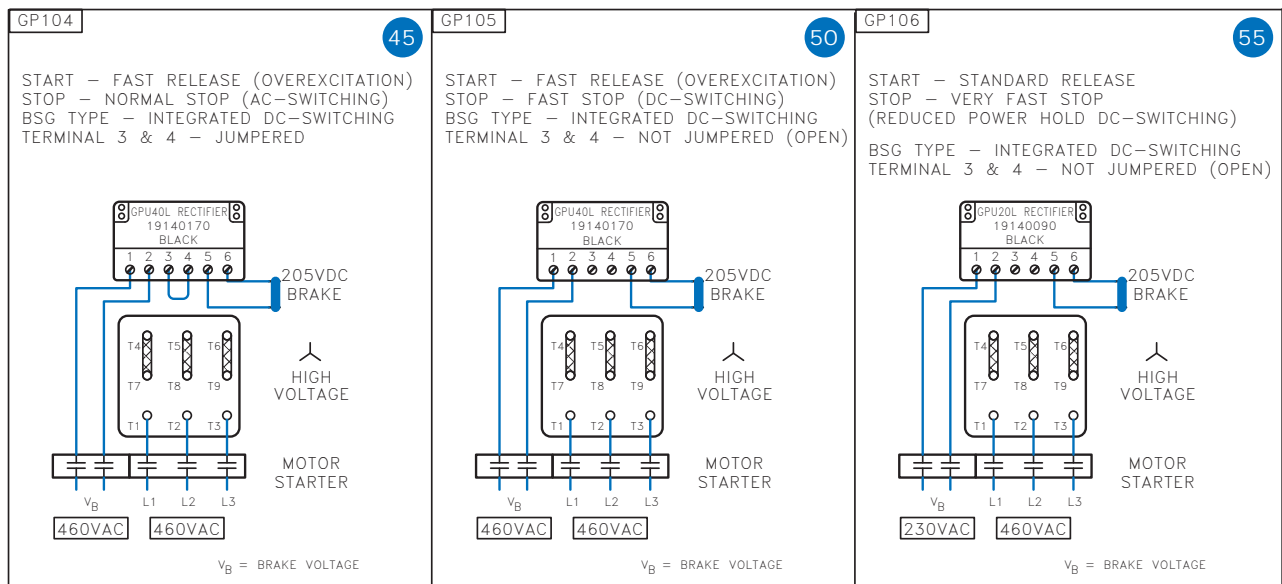 GP104
45
START – FAST RELEASE (OVEREXCITATION)
STOP – NORMAL STOP (AC–SWITCHING)
BSG TYPE – INTEGRATED DC–SWITCHING
TERMINAL 3 & 4 – JUMPERED
GPU40L RECTIFIER
19140170
BLACK
1 2 3 4 5 6
205VDC
BRAKE
T4 T5 T6
T7 T8 T9
HIGH
VOLTAGE
T1 T2 T3
MOTOR
STARTER
VB L1 L2 L3
460VAC 460VAC
VB = BRAKE VOLTAGE
GP105
50
START – FAST RELEASE (OVEREXCITATION)
STOP – FAST STOP (DC–SWITCHING)
BSG TYPE – INTEGRATED DC–SWITCHING
TERMINAL 3 & 4 – NOT JUMPERED (OPEN)
GPU40L RECTIFIER
19140170
BLACK
1 2 3 4 5 6
205VDC
BRAKE
T4 T5 T6
T7 T8 T9
HIGH
VOLTAGE
T1 T2 T3
MOTOR
STARTER
VB L1 L2 L3
460VAC 460VAC
VB = BRAKE VOLTAGE
GP106
55
START – STANDARD RELEASE
STOP – VERY FAST STOP
(REDUCED POWER HOLD DC–SWITCHING)
BSG TYPE – INTEGRATED DC–SWITCHING
TERMINAL 3 & 4 – NOT JUMPERED (OPEN)
GPU20L RECTIFIER
19140090
BLACK
1 2 3 4 5 6
205VDC
BRAKE
T4 T5 T6
T7 T8 T9
HIGH
VOLTAGE
T1 T2 T3
MOTOR
STARTER
VB L1 L2 L3
230VAC 460VAC
VB = BRAKE VOLTAGE